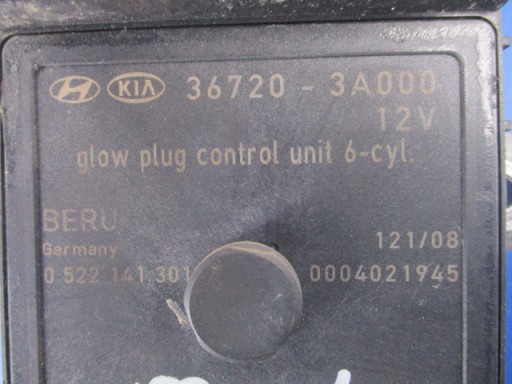 KIA 36720 - 3A000
12V
glow plug control unit 6-cyl.
BERU
Germany
121/08
0 522 141 301
0004021945